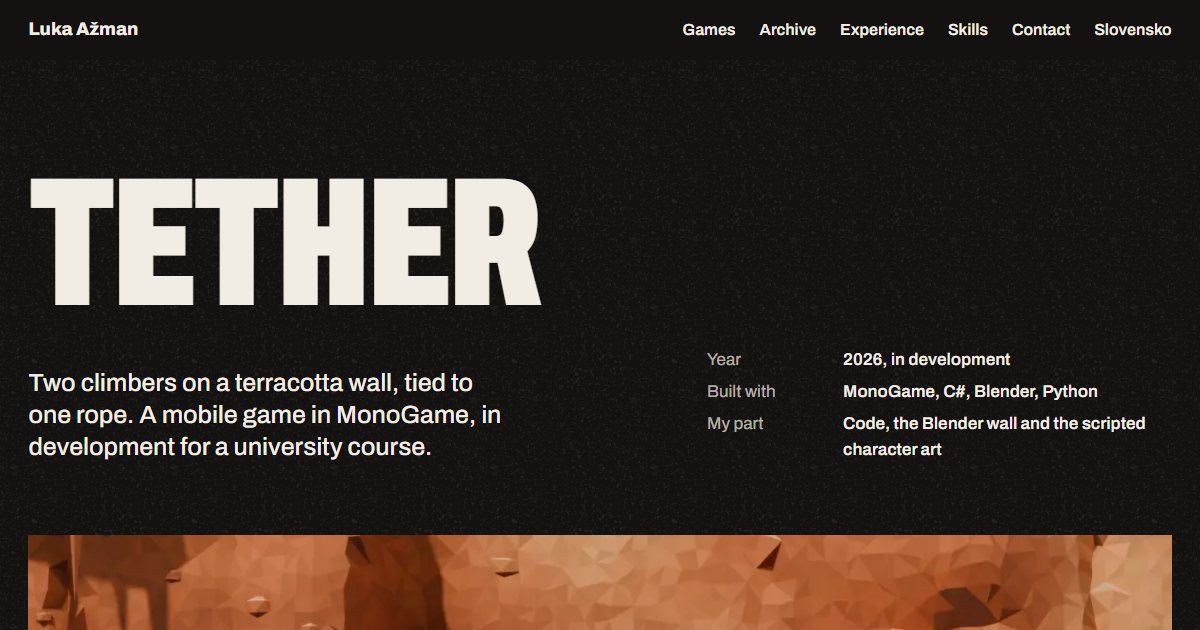 Luka Ažman
Games Archive Experience Skills Contact Slovensko
TETHER
Two climbers on a terracotta wall, tied to
one rope. A mobile game in MonoGame, in
development for a university course.
Year 2026, in development
Built with MonoGame, C#, Blender, Python
My part Code, the Blender wall and the scripted
character art